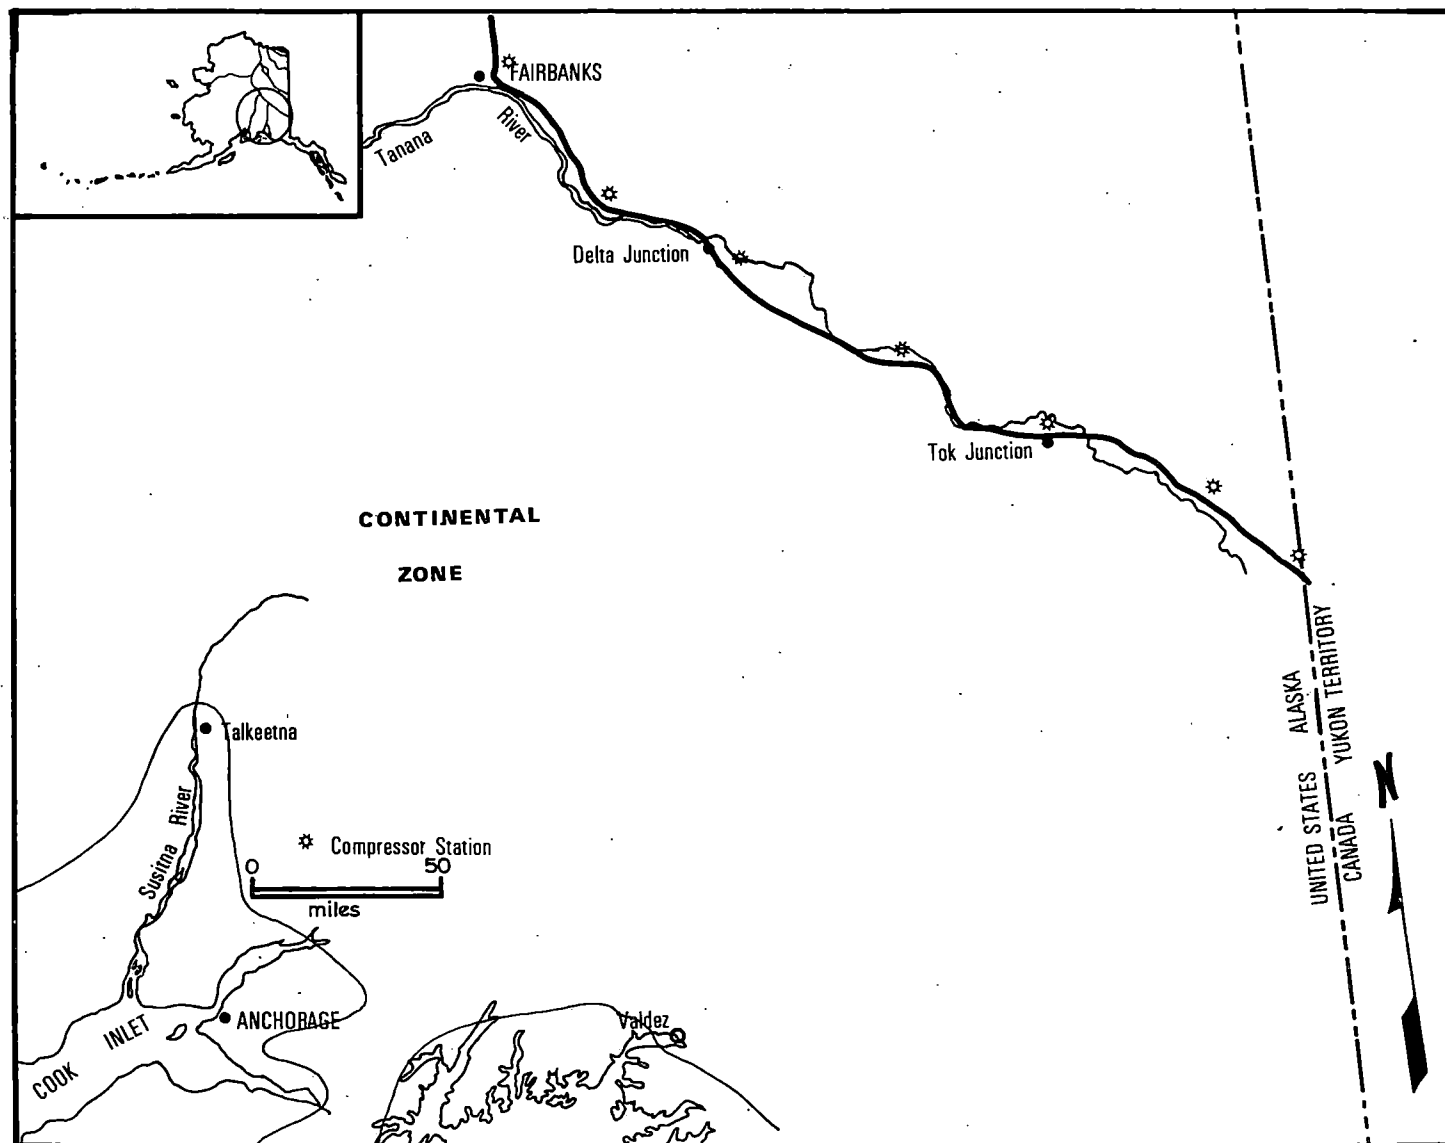 FAIRBANKS
Tanana
River
Delta Junction
Tok Junction
CONTINENTAL
ZONE
UNITED STATES ALASKA
CANADA YUKON TERRITORY
N
Talkeetna
Susitna River
Compressor Station
0 50
miles
Valdez
ANCHORAGE
COOK INLET